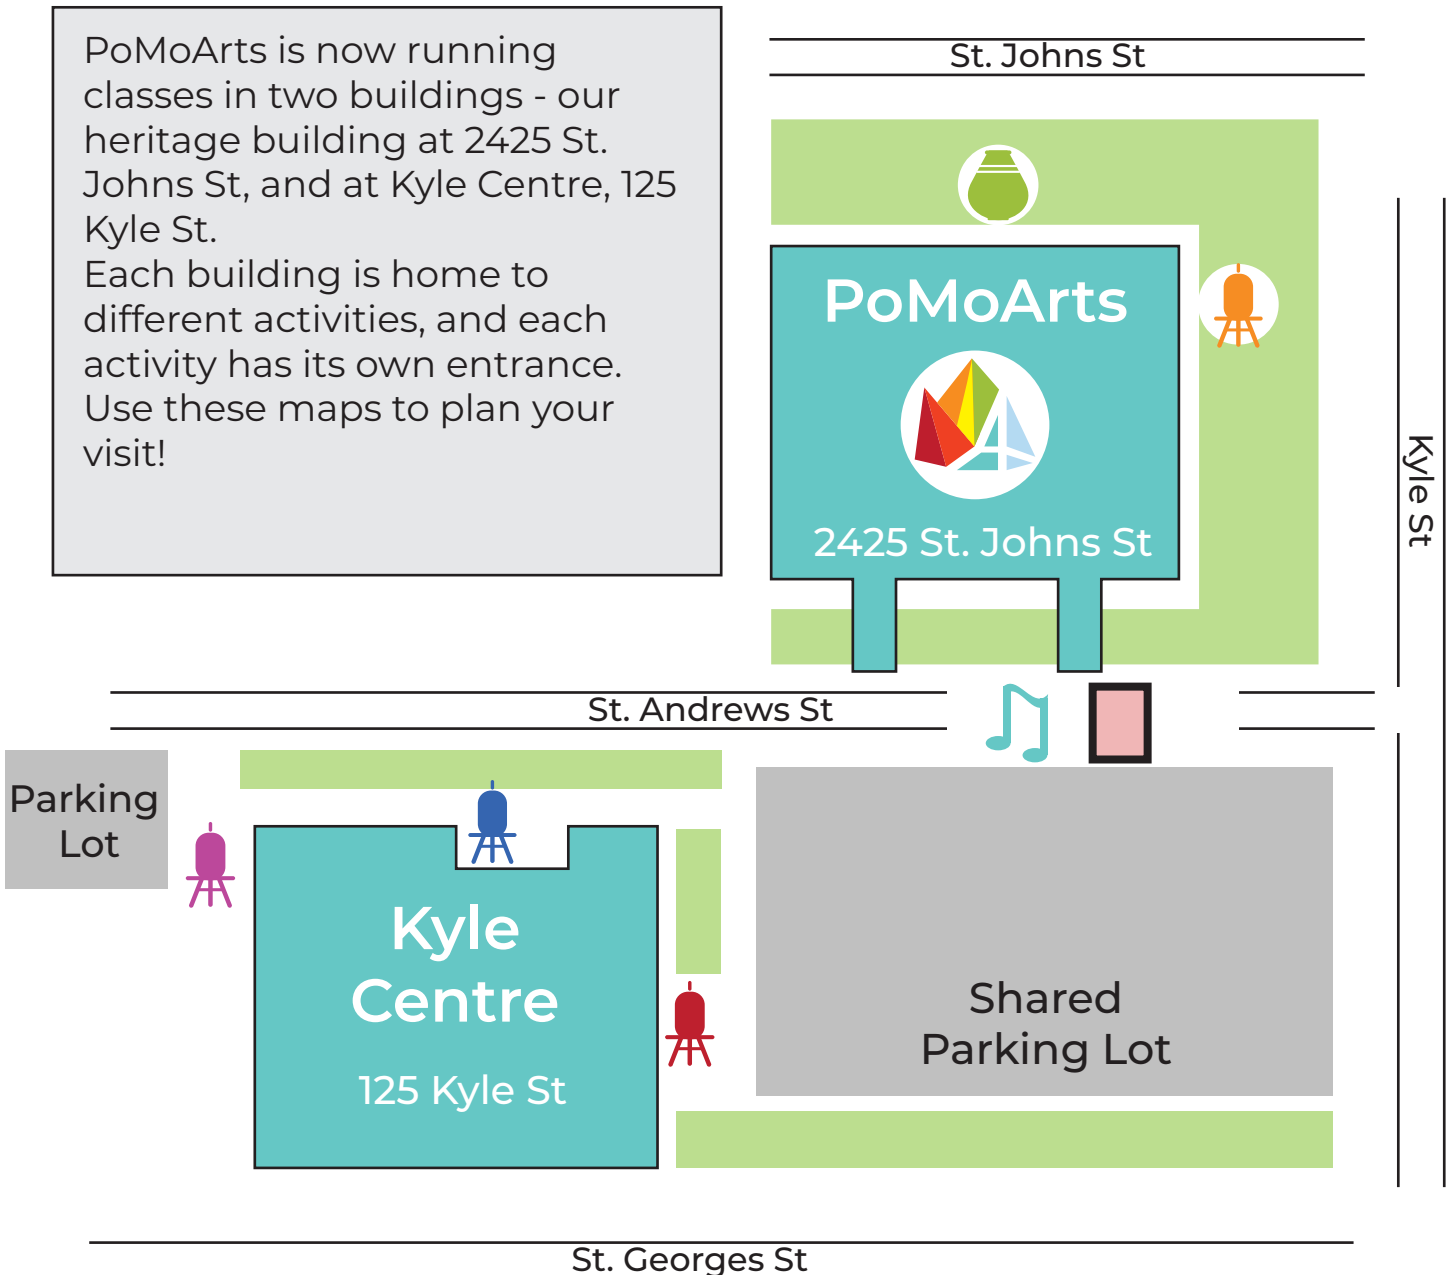 PoMoArts is now running
classes in two buildings - our
heritage building at 2425 St.
Johns St, and at Kyle Centre, 125
Kyle St.
Each building is home to
different activities, and each
activity has its own entrance.
Use these maps to plan your
visit!
St. Johns St
PoMoArts
2425 St. Johns St
Kyle St
St. Andrews St
Parking
Lot
Kyle
Centre
125 Kyle St
Shared
Parking Lot
St. Georges St